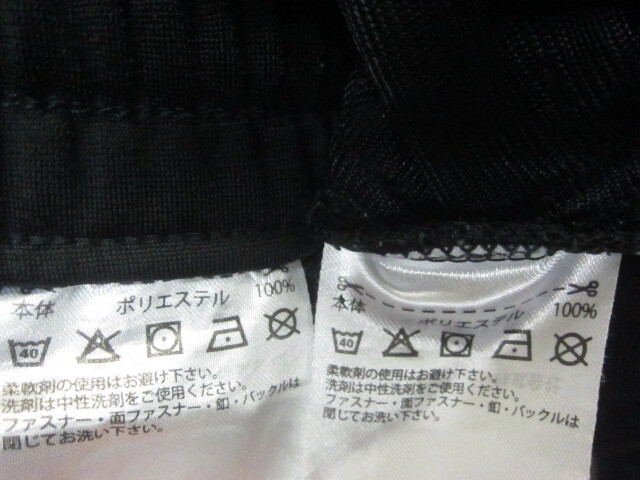 本体 ポリエステル 100%
40
柔軟剤の使用はお避け下さい。
洗剤は中性洗剤をご使用ください。
ファスナー・面ファスナー・釦・バックルは
閉じてお洗い下さい。
本体 ポリエステル 100%
40
柔軟剤の使用はお避け下さい。
洗剤は中性洗剤をご使用ください。
ファスナー・面ファスナー・釦・バックルは
閉じてお洗い下さい。